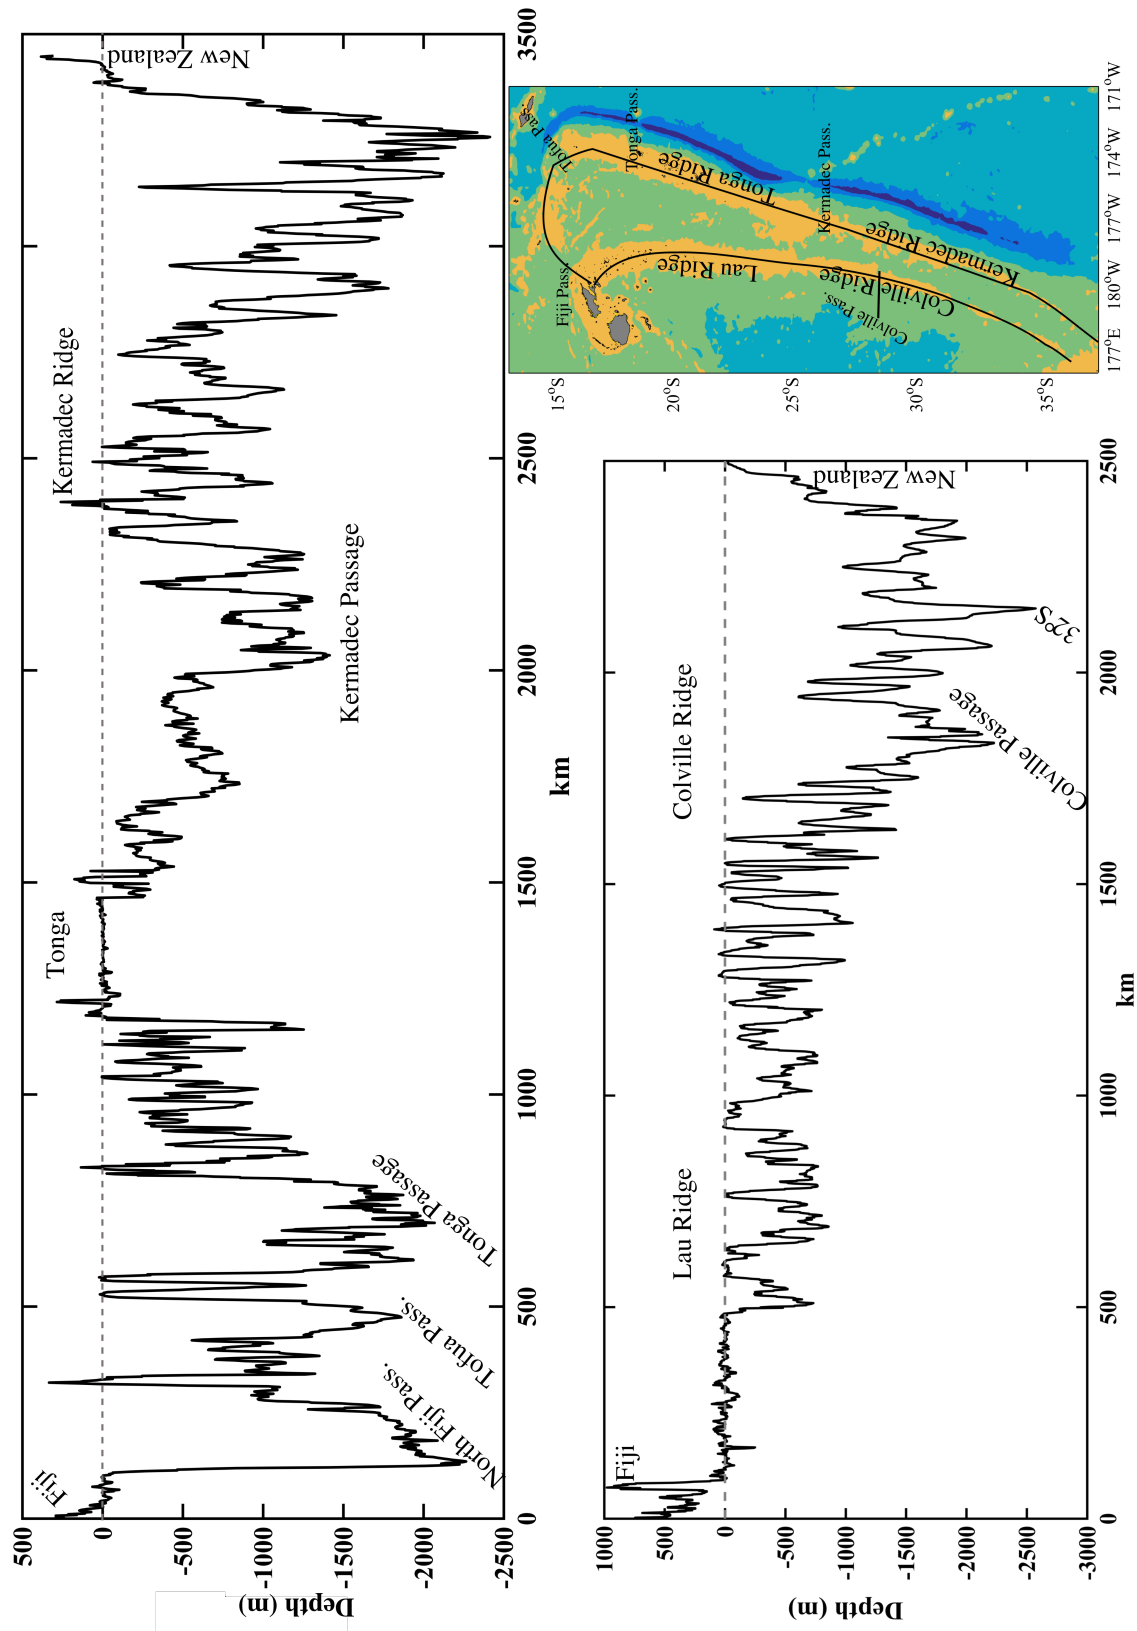 500
0
-500
-1000
-1500
-2000
-2500
Depth (m)
0
500
1000
1500
2000
2500
3500
km
Fiji
North Fiji Pass.
Tofua Pass.
Tonga Passage
Tonga
Kermadec Passage
Kermadec Ridge
New Zealand
1000
500
0
-500
-1000
-1500
-2000
-2500
-3000
Depth (m)
0
500
1000
1500
2000
2500
km
Fiji
Lau Ridge
Colville Ridge
Colville Passage
32°S
New Zealand
15°S
20°S
25°S
30°S
35°S
177°E
180°W
177°W
174°W
171°W
Fiji Pass.
Tofua Pass.
Tonga Pass.
Kermadec Pass.
Tonga Ridge
Kermadec Ridge
Lau Ridge
Colville Ridge
Colville Pass.